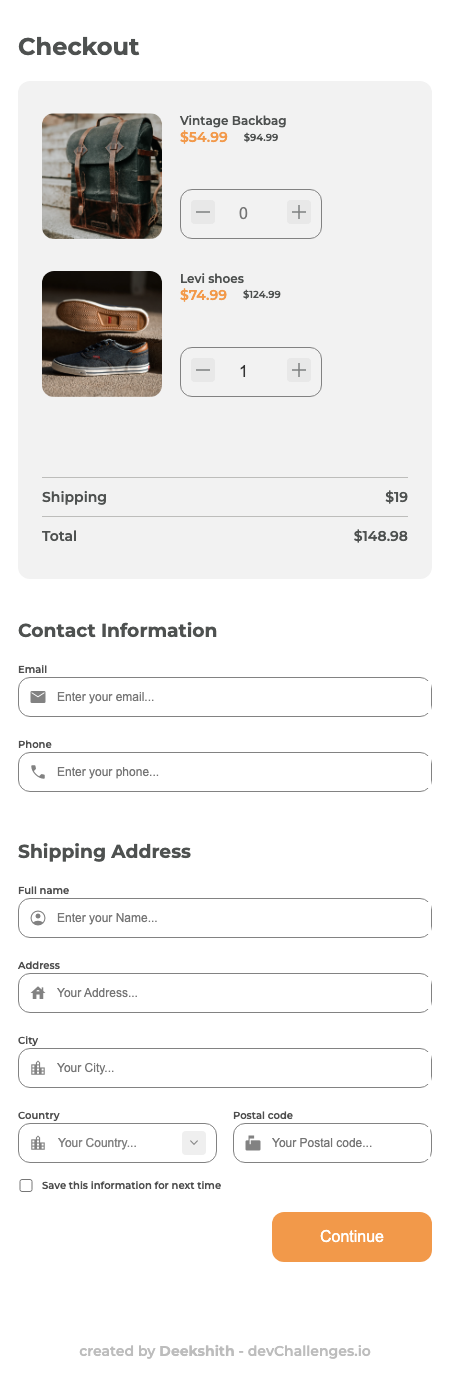 Checkout
Vintage Backbag
$54.99 $94.99
0
Levi shoes
$74.99 $124.99
1
Shipping $19
Total $148.98
Contact Information
Email
Enter your email...
Phone
Enter your phone...
Shipping Address
Full name
Enter your Name...
Address
Your Address...
City
Your City...
Country Postal code
Your Country... Your Postal code...
Save this information for next time
Continue
created by Deekshith - devChallenges.io